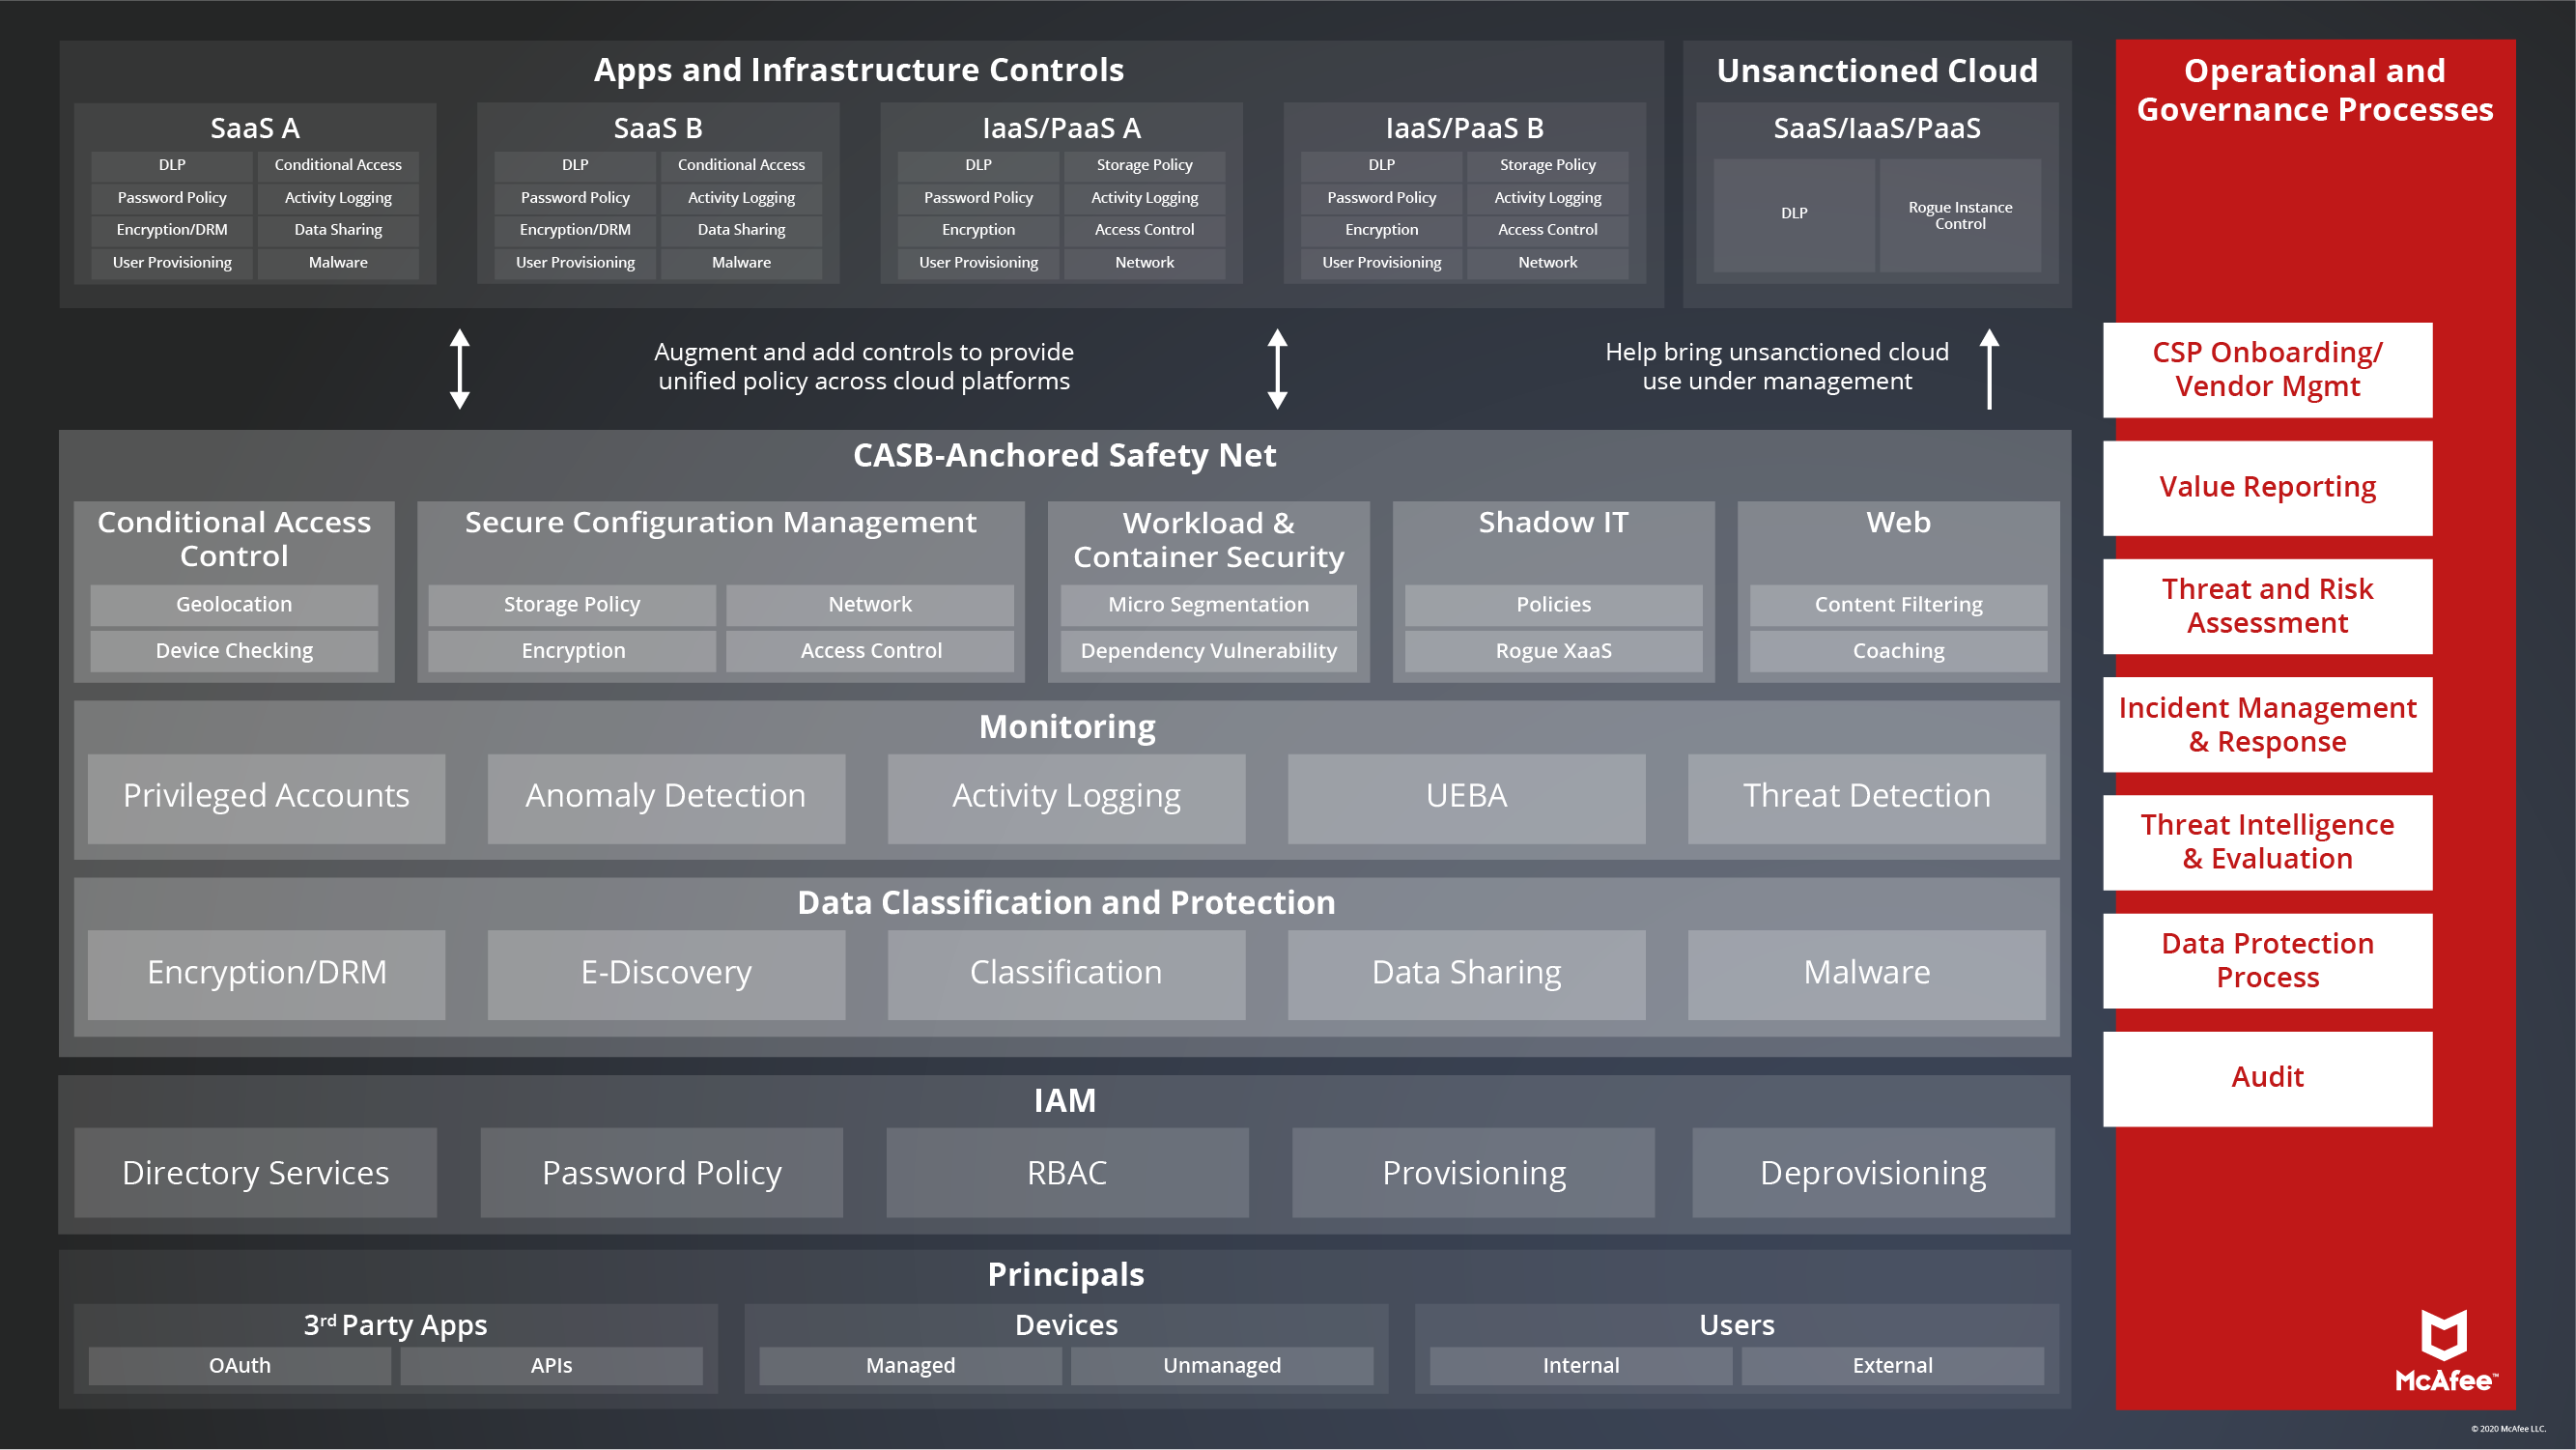 Apps and Infrastructure Controls
SaaS A
DLP
Conditional Access
Password Policy
Activity Logging
Encryption/DRM
Data Sharing
User Provisioning
Malware
SaaS B
DLP
Conditional Access
Password Policy
Activity Logging
Encryption/DRM
Data Sharing
User Provisioning
Malware
IaaS/PaaS A
DLP
Storage Policy
Password Policy
Activity Logging
Encryption
Access Control
User Provisioning
Network
IaaS/PaaS B
DLP
Storage Policy
Password Policy
Activity Logging
Encryption
Access Control
User Provisioning
Network
Unsanctioned Cloud
SaaS/IaaS/PaaS
DLP
Rogue Instance
Control
Augment and add controls to provide
unified policy across cloud platforms
Help bring unsanctioned cloud
use under management
CASB-Anchored Safety Net
Conditional Access
Control
Geolocation
Device Checking
Secure Configuration Management
Storage Policy
Network
Encryption
Access Control
Workload &
Container Security
Micro Segmentation
Dependency Vulnerability
Shadow IT
Policies
Rogue XaaS
Web
Content Filtering
Coaching
Monitoring
Privileged Accounts
Anomaly Detection
Activity Logging
UEBA
Threat Detection
Data Classification and Protection
Encryption/DRM
E-Discovery
Classification
Data Sharing
Malware
IAM
Directory Services
Password Policy
RBAC
Provisioning
Deprovisioning
Principals
3rd Party Apps
OAuth
APIs
Devices
Managed
Unmanaged
Users
Internal
External
Operational and
Governance Processes
CSP Onboarding/
Vendor Mgmt
Value Reporting
Threat and Risk
Assessment
Incident Management
& Response
Threat Intelligence
& Evaluation
Data Protection
Process
Audit
McAfee™
© 2020 McAfee LLC.